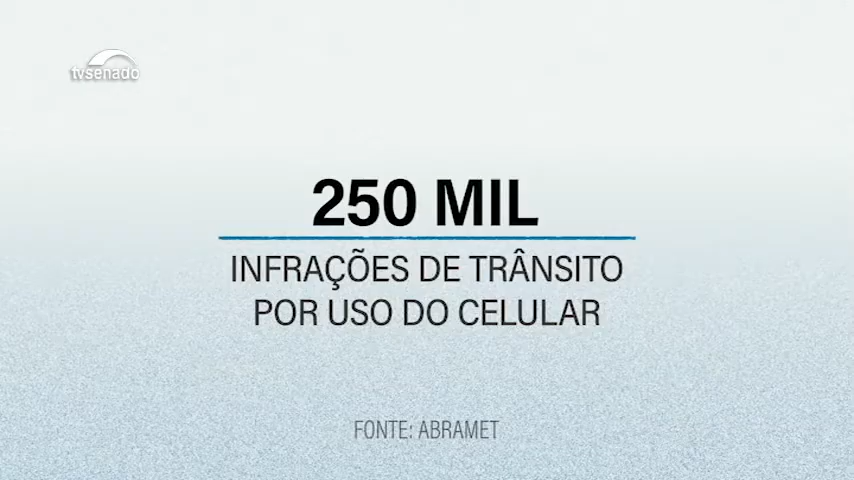 tvsenado
250 MIL
INFRAÇÕES DE TRÂNSITO
POR USO DO CELULAR
FONTE: ABRAMET